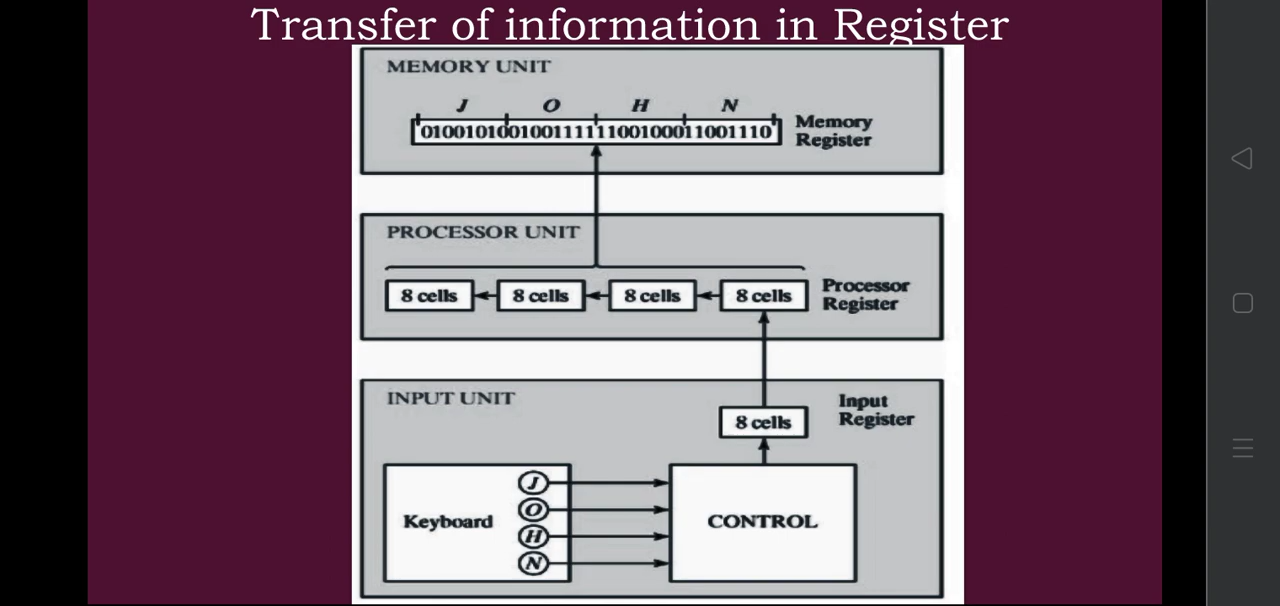 Transfer of information in Register
MEMORY UNIT
J O H N
01001010010011111100100011001110
Memory
Register
PROCESSOR UNIT
8 cells 8 cells 8 cells 8 cells
Processor
Register
INPUT UNIT
Input
Register
8 cells
J
O
Keyboard
H
N
CONTROL